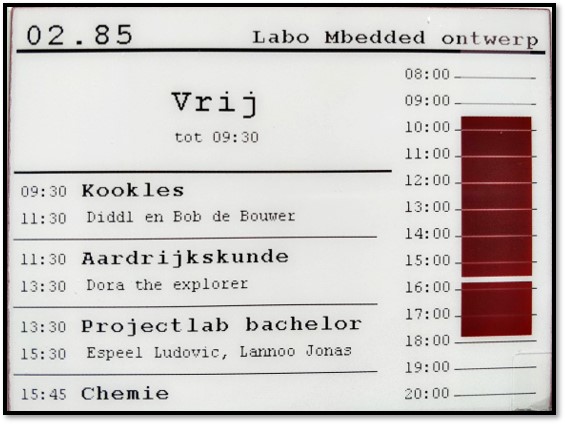 02.85 Labo Mbedded ontwerp
Vrij
tot 09:30
09:30 Kookles
11:30 Diddl en Bob de Bouwer
11:30 Aardrijkskunde
13:30 Dora the explorer
13:30 Projectlab bachelor
15:30 Espeel Ludovic, Lannoo Jonas
15:45 Chemie
08:00
09:00
10:00
11:00
12:00
13:00
14:00
15:00
16:00
17:00
18:00
19:00
20:00